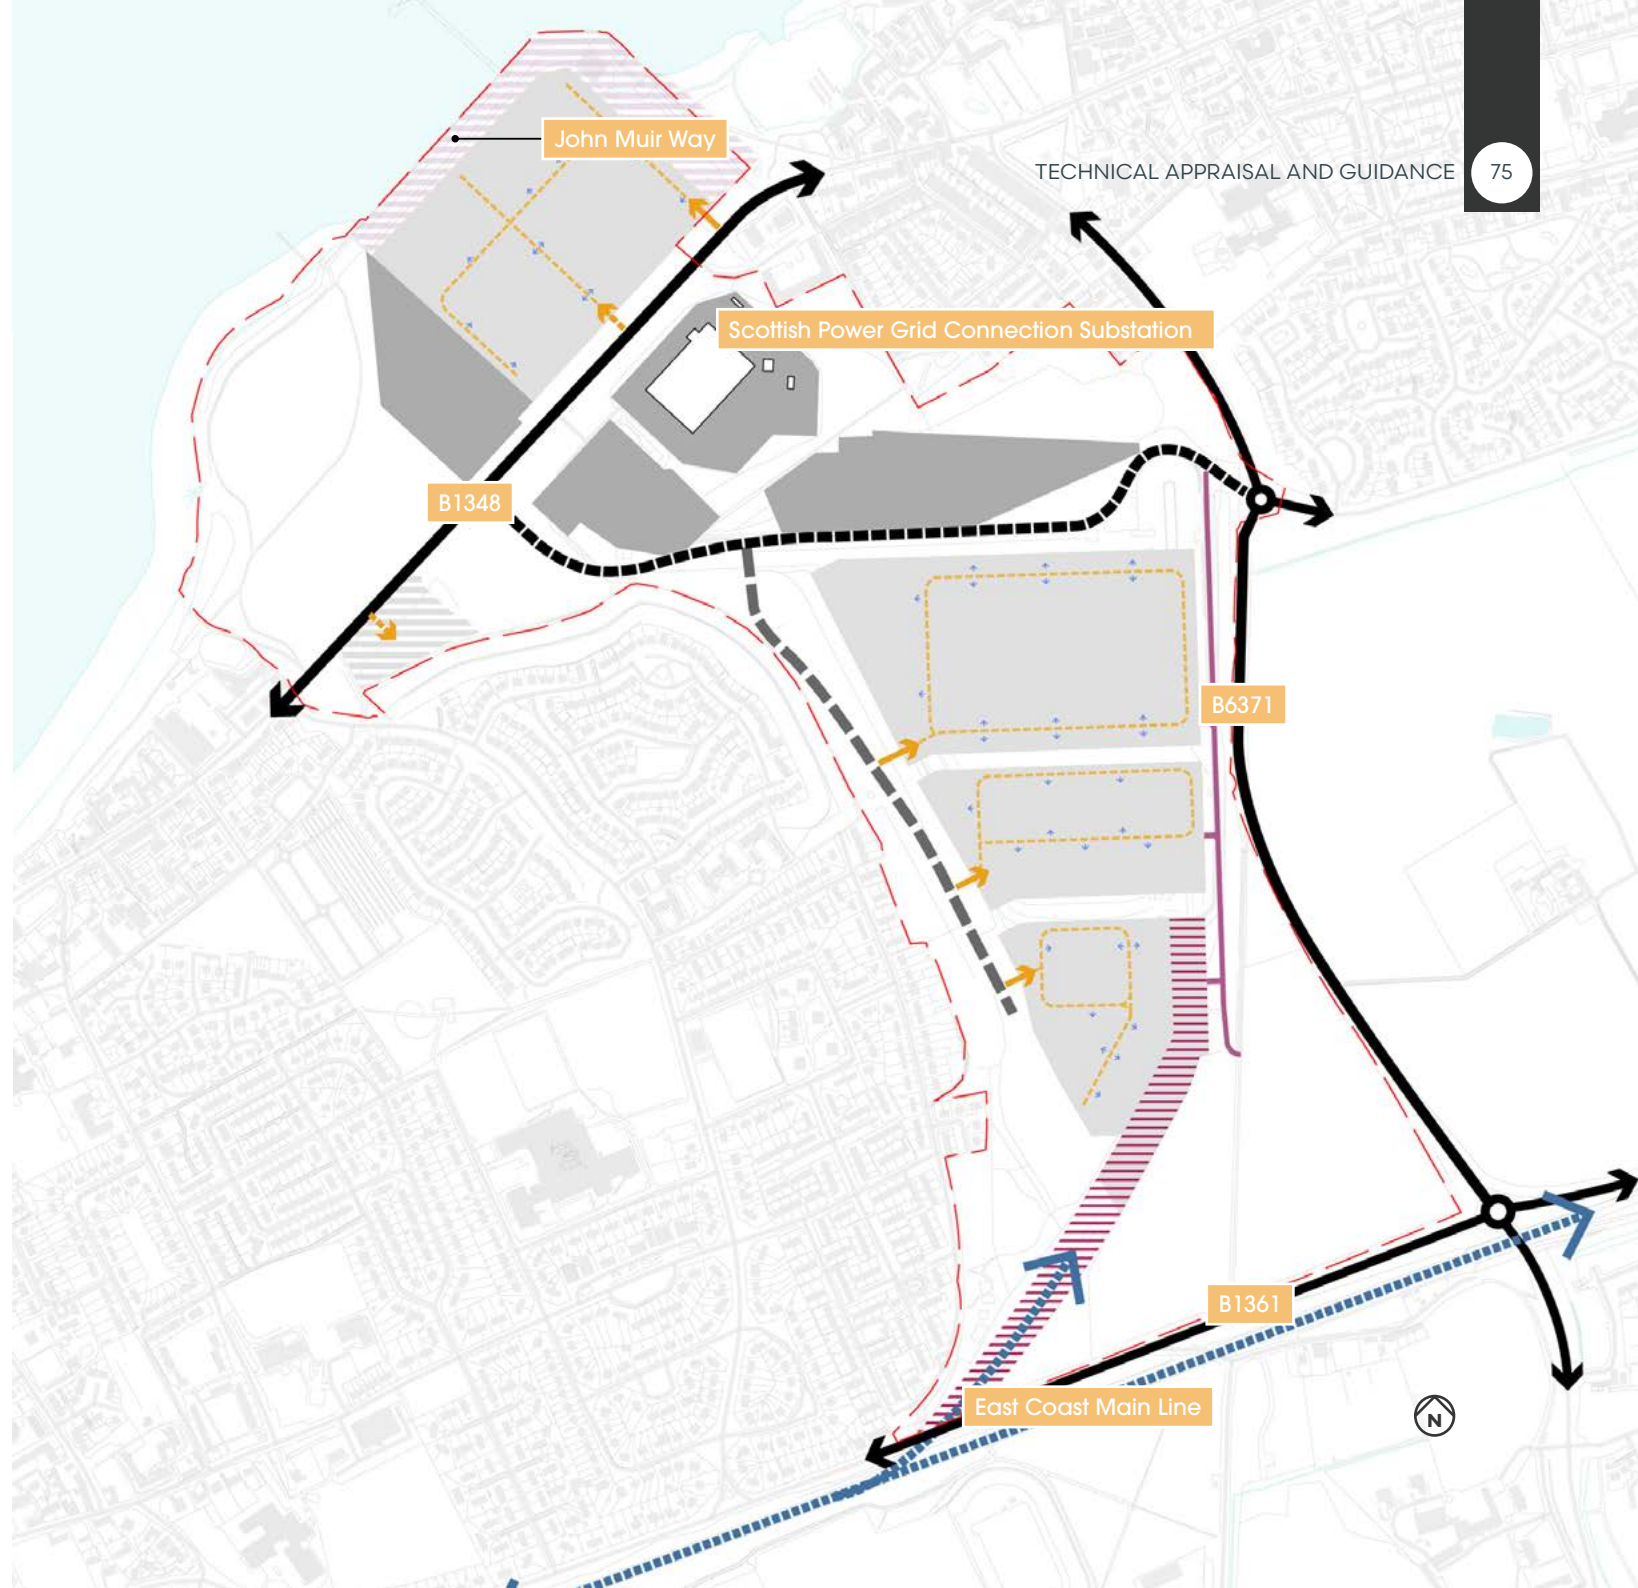 John Muir Way
TECHNICAL APPRAISAL AND GUIDANCE 75
Scottish Power Grid Connection Substation
B1348
B6371
B1361
East Coast Main Line
N